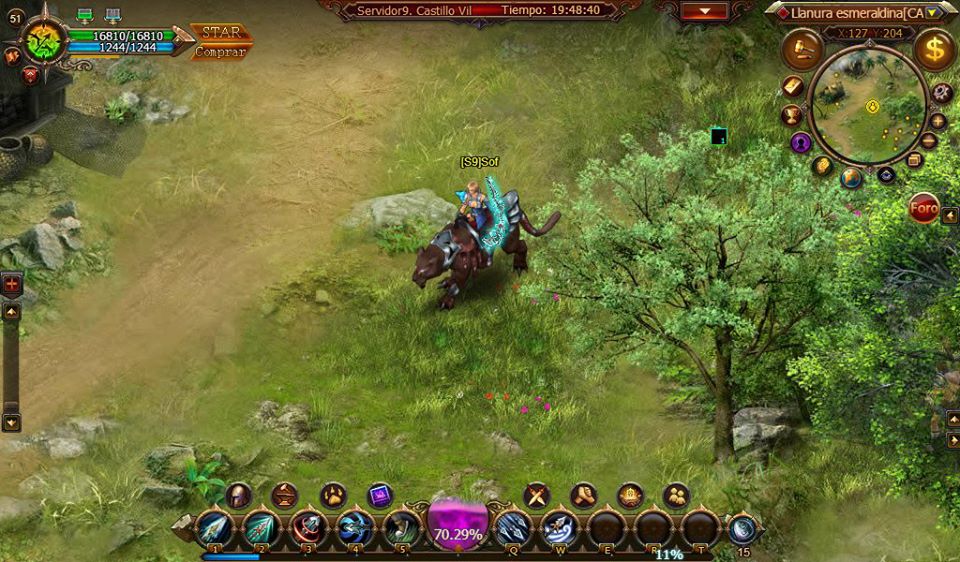 51
16810/16810
1244/1244
STAR
Comprar
Servidor9. Castillo Vil
Tiempo: 19:48:40
Llanura esmeraldina[CA
X:127 Y:204
$
[S9]Sof
Foro
70.29%
1
2
3
4
5
Q
W
E
R
T
15
11%